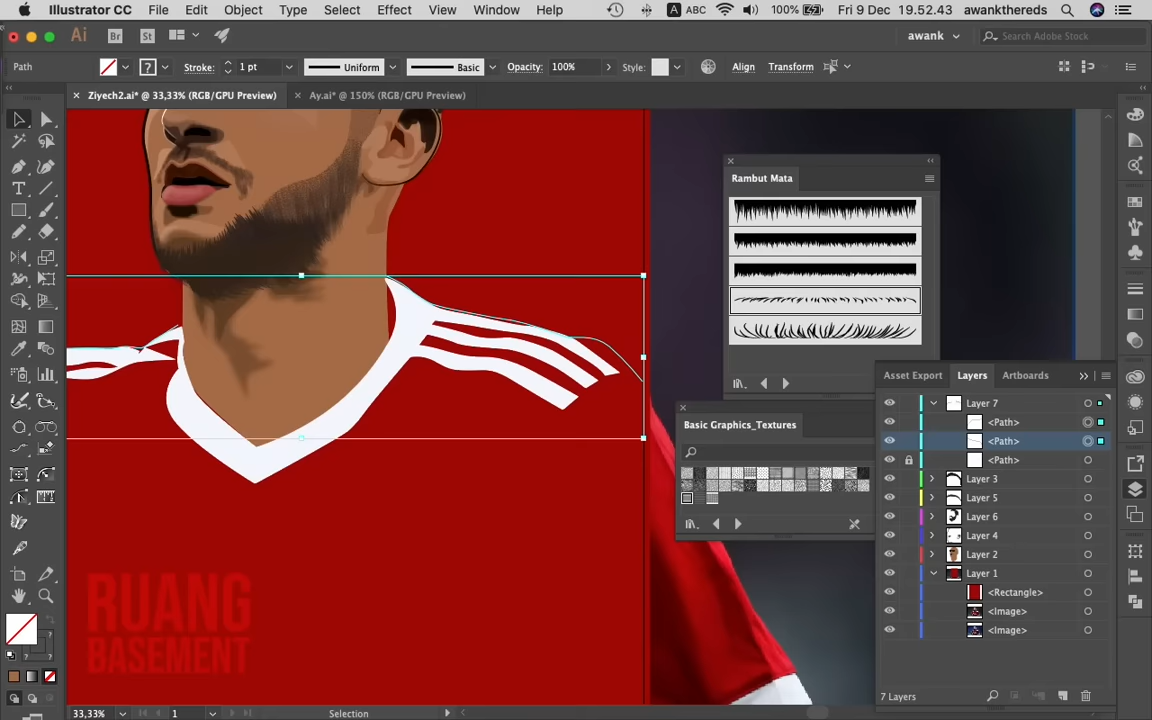 Illustrator CC File Edit Object Type Select Effect View Window Help A ABC 100% Fri 9 Dec 19.52.43 awankthereds
Ai Br St awank Search Adobe Stock
Path ? Stroke: 1 pt Uniform Basic Opacity: 100% Style: Align Transform
× Ziyech2.ai* @ 33,33% (RGB/GPU Preview) × Ay.ai* @ 150% (RGB/GPU Preview)
Rambut Mata
Asset Export Layers Artboards
Layer 7
<Path>
<Path>
<Path>
Basic Graphics_Textures
Layer 3
Layer 5
Layer 6
Layer 4
Layer 2
Layer 1
<Rectangle>
<Image>
<Image>
RUANG
BASEMENT
7 Layers
33,33% 1 Selection